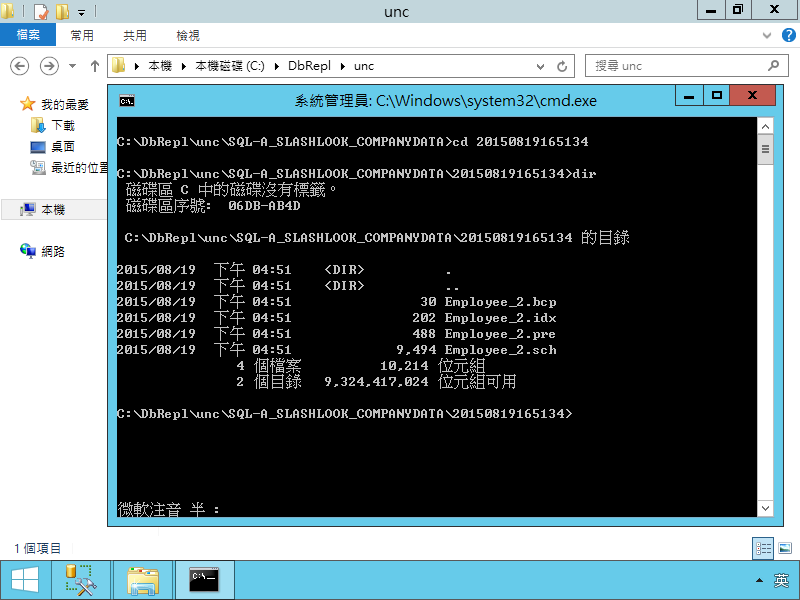 unc
檔案 常用 共用 檢視
本機 本機磁碟 (C:) DbRepl unc
搜尋 unc
我的最愛
下載
桌面
最近的位置
本機
網路
系統管理員: C:\Windows\system32\cmd.exe
C:\DbRepl\unc\SQL-A_SLASHLOOK_COMPANYDATA>cd 20150819165134
C:\DbRepl\unc\SQL-A_SLASHLOOK_COMPANYDATA\20150819165134>dir
磁碟區 C 中的磁碟沒有標籤。
磁碟區序號: 06DB-AB4D
C:\DbRepl\unc\SQL-A_SLASHLOOK_COMPANYDATA\20150819165134 的目錄
2015/08/19 下午 04:51 <DIR> .
2015/08/19 下午 04:51 <DIR> ..
2015/08/19 下午 04:51 30 Employee_2.bcp
2015/08/19 下午 04:51 202 Employee_2.idx
2015/08/19 下午 04:51 488 Employee_2.pre
2015/08/19 下午 04:51 9,494 Employee_2.sch
4 個檔案 10,214 位元組
2 個目錄 9,324,417,024 位元組可用
C:\DbRepl\unc\SQL-A_SLASHLOOK_COMPANYDATA\20150819165134>
微軟注音 半 :
1 個項目
英